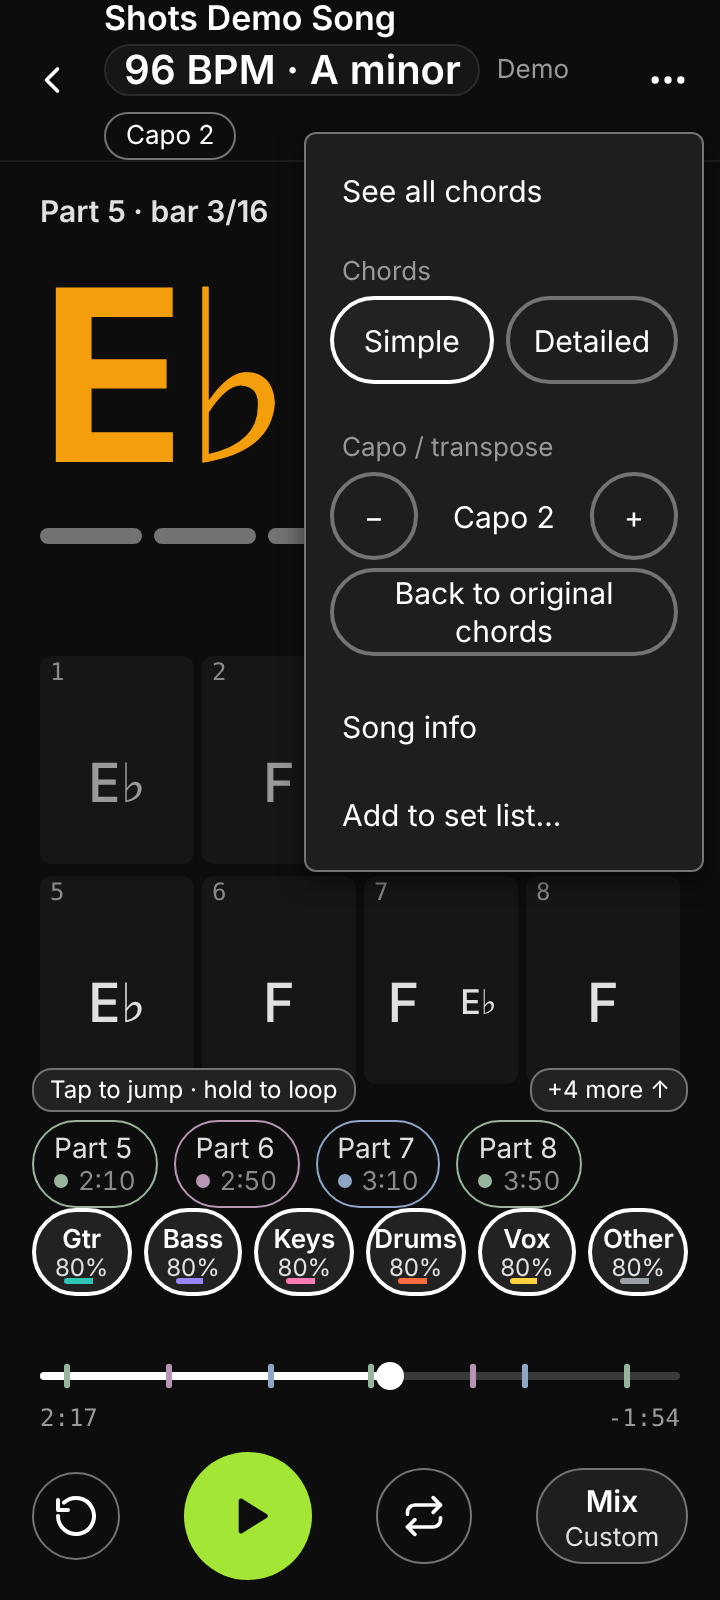 Shots Demo Song
96 BPM · A minor
Demo
Capo 2
Part 5 · bar 3/16
See all chords
Chords
Simple
Detailed
E♭
Capo / transpose
−
Capo 2
+
Back to original
chords
1
2
E♭
F
Song info
Add to set list...
5
6
7
8
E♭
F
F E♭
F
Tap to jump · hold to loop
+4 more ↑
Part 5
2:10
Part 6
2:50
Part 7
3:10
Part 8
3:50
Gtr
80%
Bass
80%
Keys
80%
Drums
80%
Vox
80%
Other
80%
2:17
-1:54
Mix
Custom